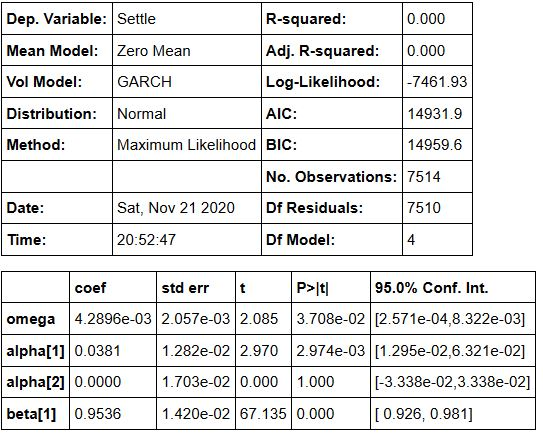 Dep. Variable: Settle R-squared: 0.000
Mean Model: Zero Mean Adj. R-squared: 0.000
Vol Model: GARCH Log-Likelihood: -7461.93
Distribution: Normal AIC: 14931.9
Method: Maximum Likelihood BIC: 14959.6
No. Observations: 7514
Date: Sat, Nov 21 2020 Df Residuals: 7510
Time: 20:52:47 Df Model: 4
coef std err t P>|t| 95.0% Conf. Int.
omega 4.2896e-03 2.057e-03 2.085 3.708e-02 [2.571e-04,8.322e-03]
alpha[1] 0.0381 1.282e-02 2.970 2.974e-03 [1.295e-02,6.321e-02]
alpha[2] 0.0000 1.703e-02 0.000 1.000 [-3.338e-02,3.338e-02]
beta[1] 0.9536 1.420e-02 67.135 0.000 [ 0.926, 0.981]